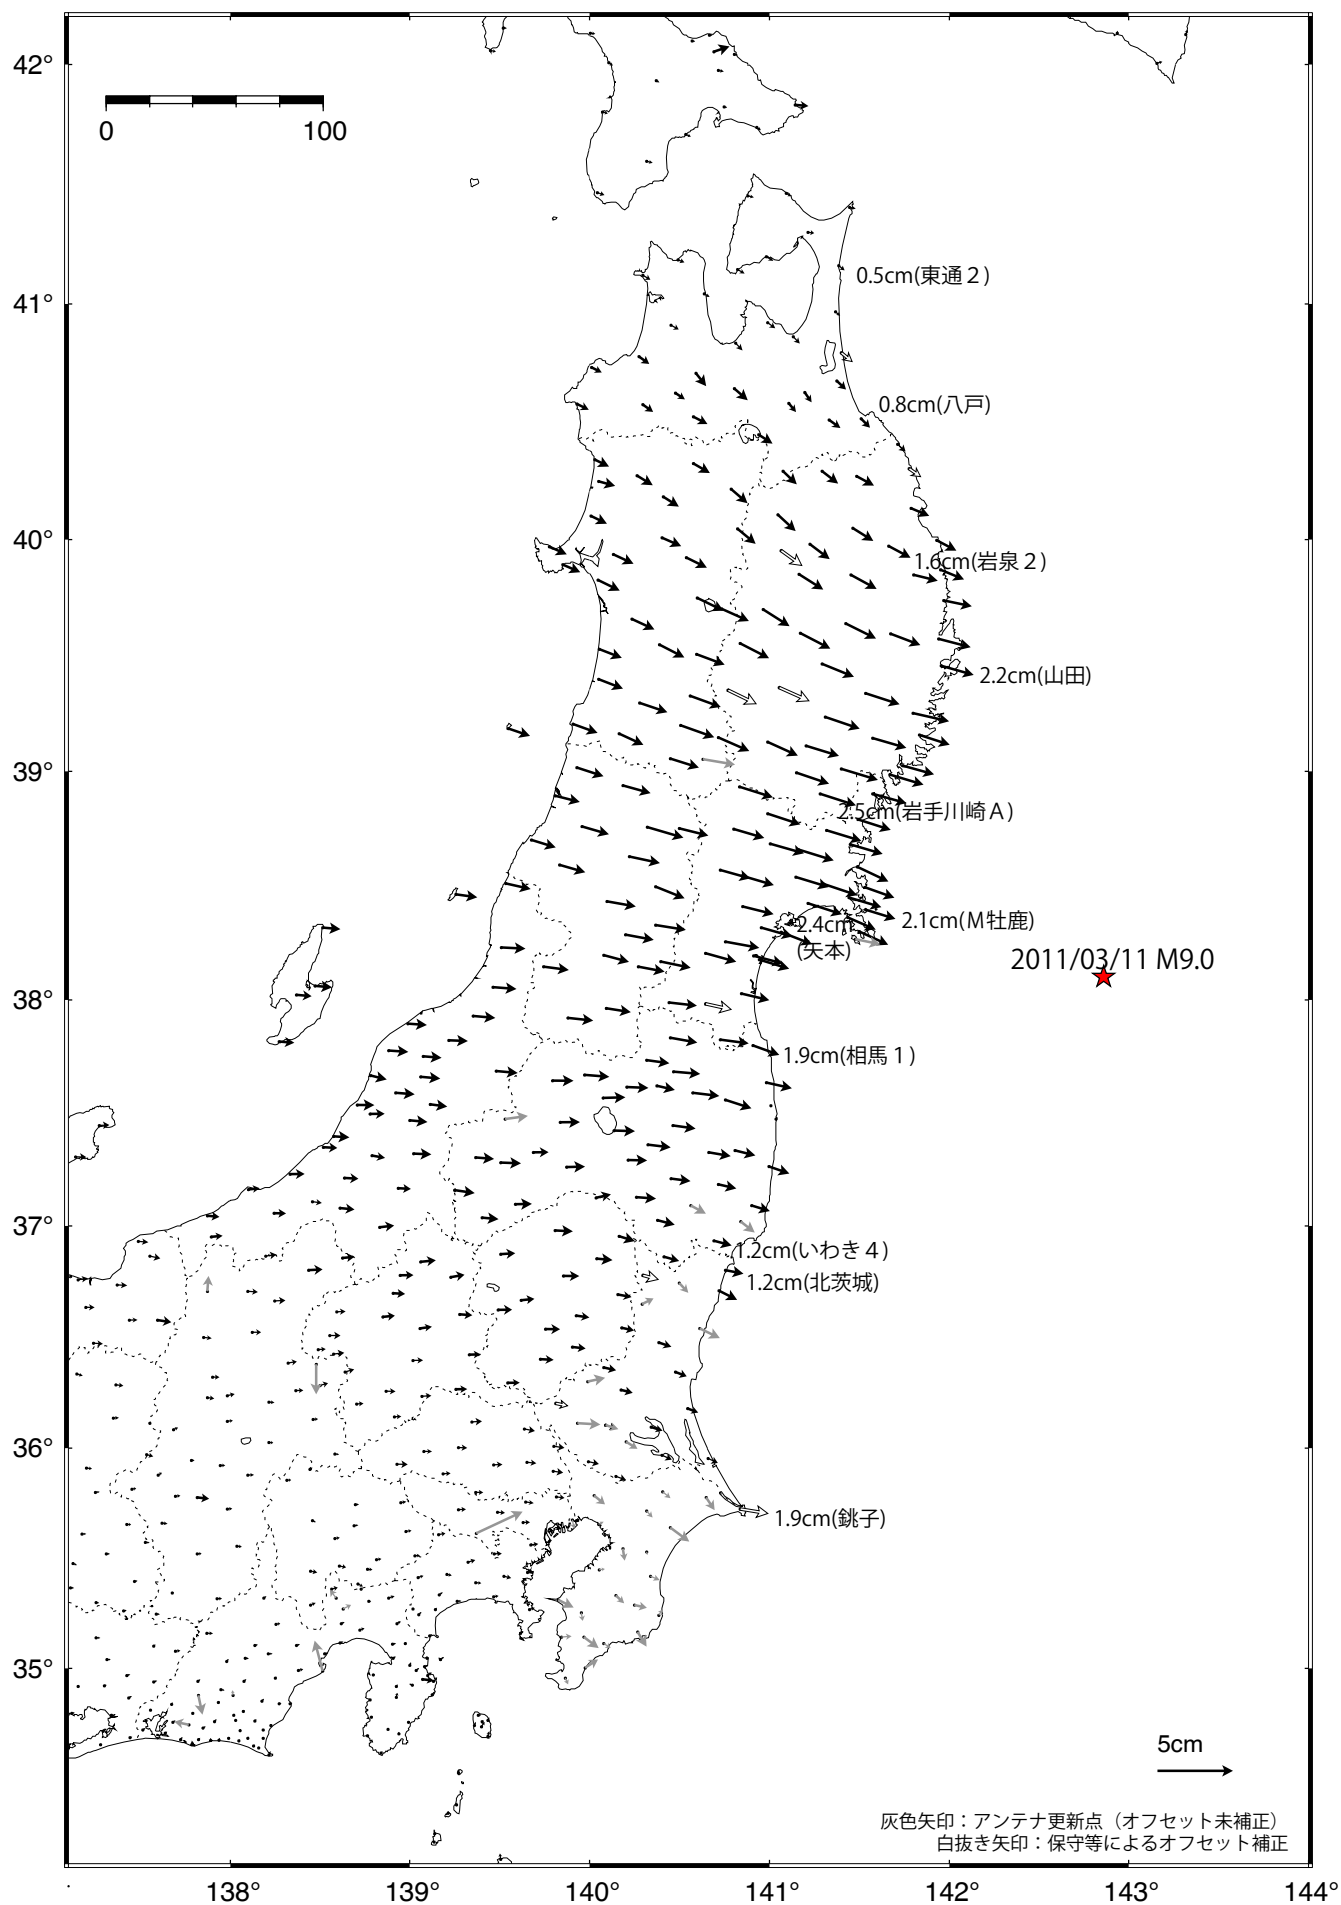 42°
0 100
0.5cm(東通２)
41°
0.8cm(八戸)
40°
1.6cm(岩泉２)
2.2cm(山田)
39°
2.5cm(岩手川崎Ａ)
2.4cm
(矢本)
2.1cm(Ｍ牡鹿)
2011/03/11 M9.0
38°
1.9cm(相馬１)
37°
1.2cm(いわき４)
1.2cm(北茨城)
36°
1.9cm(銚子)
35°
5cm
灰色矢印：アンテナ更新点（オフセット未補正）
白抜き矢印：保守等によるオフセット補正
138° 139° 140° 141° 142° 143° 144°